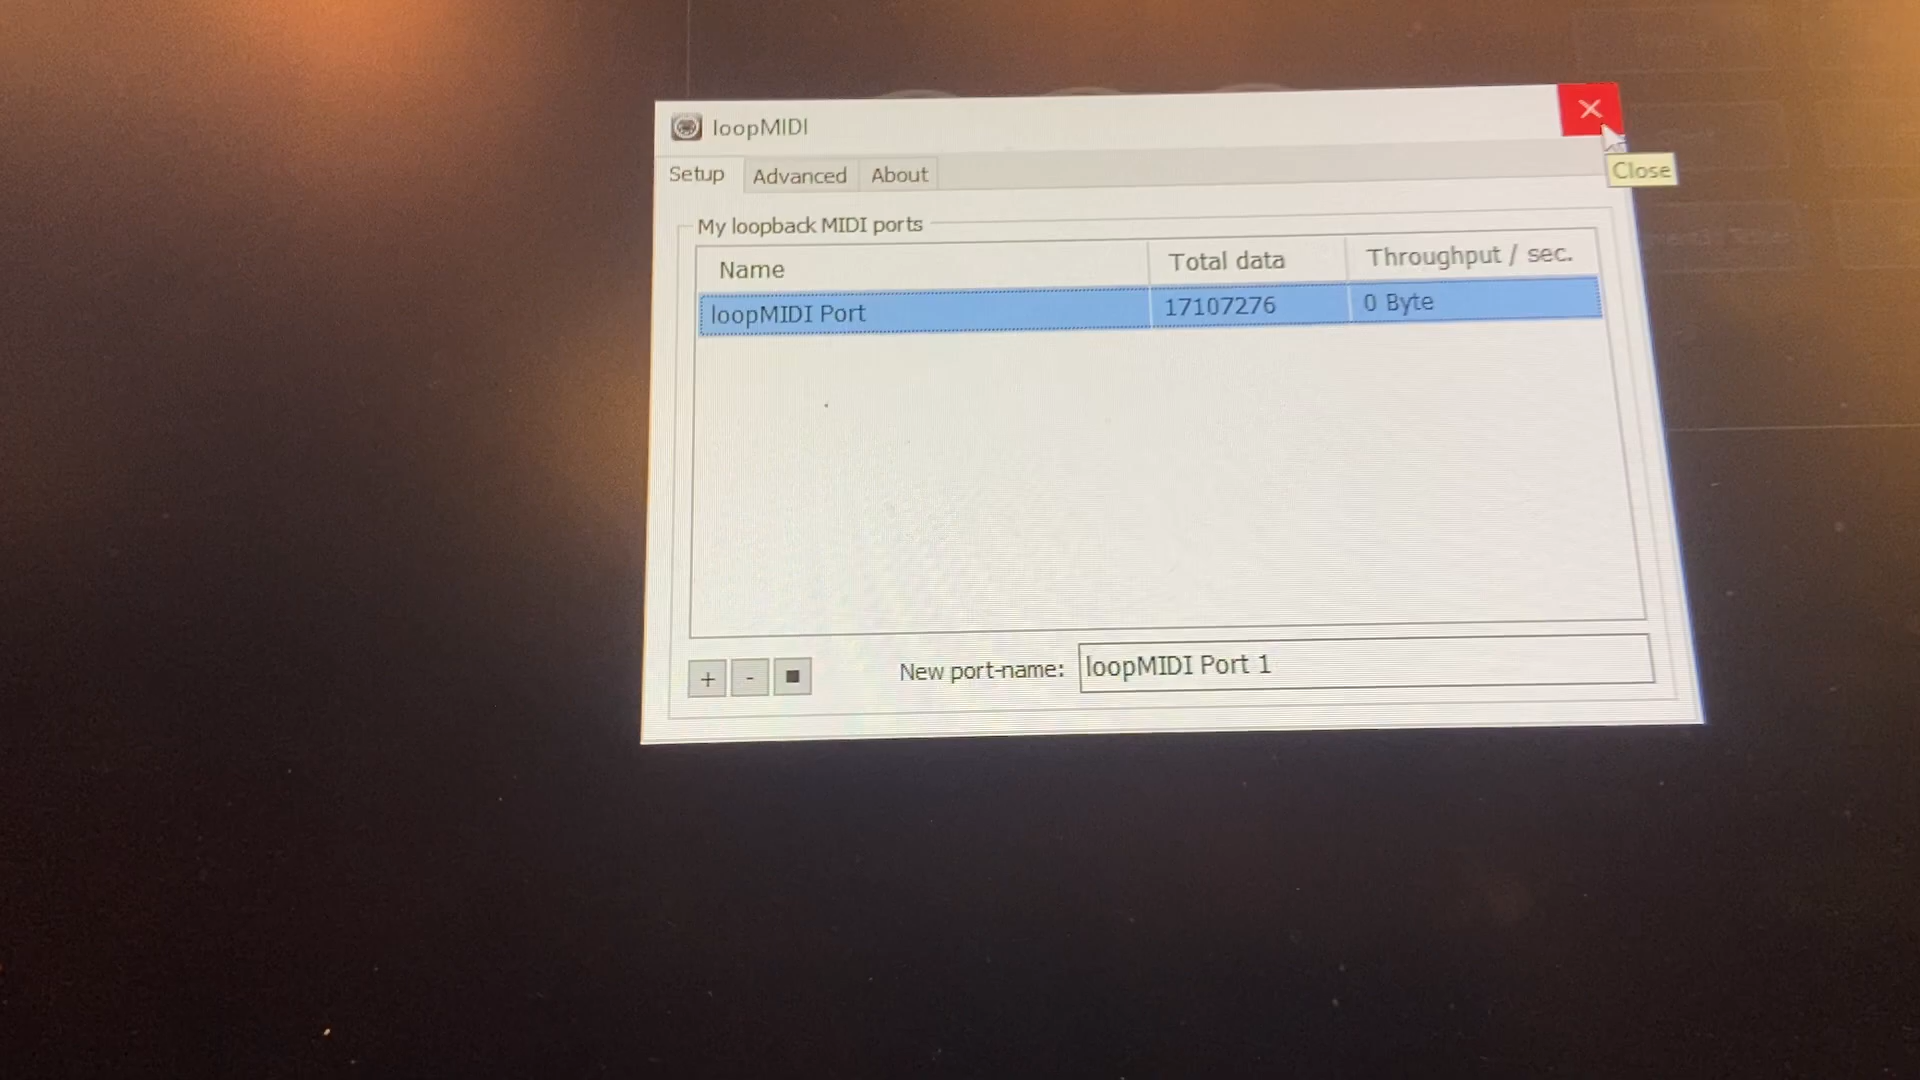 loopMIDI
Close
Setup Advanced About
My loopback MIDI ports
Name Total data Throughput / sec.
loopMIDI Port 17107276 0 Byte
+ - New port-name: loopMIDI Port 1